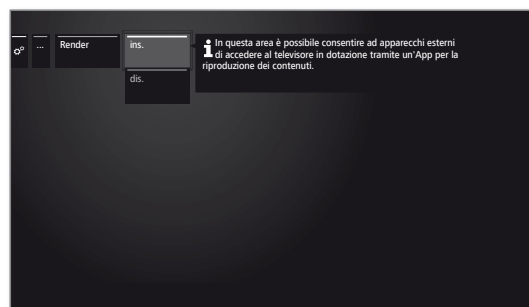 ... Render ins. In questa area è possibile consentire ad apparecchi esterni
di accedere al televisore in dotazione tramite un'App per la
riproduzione dei contenuti.
dis.